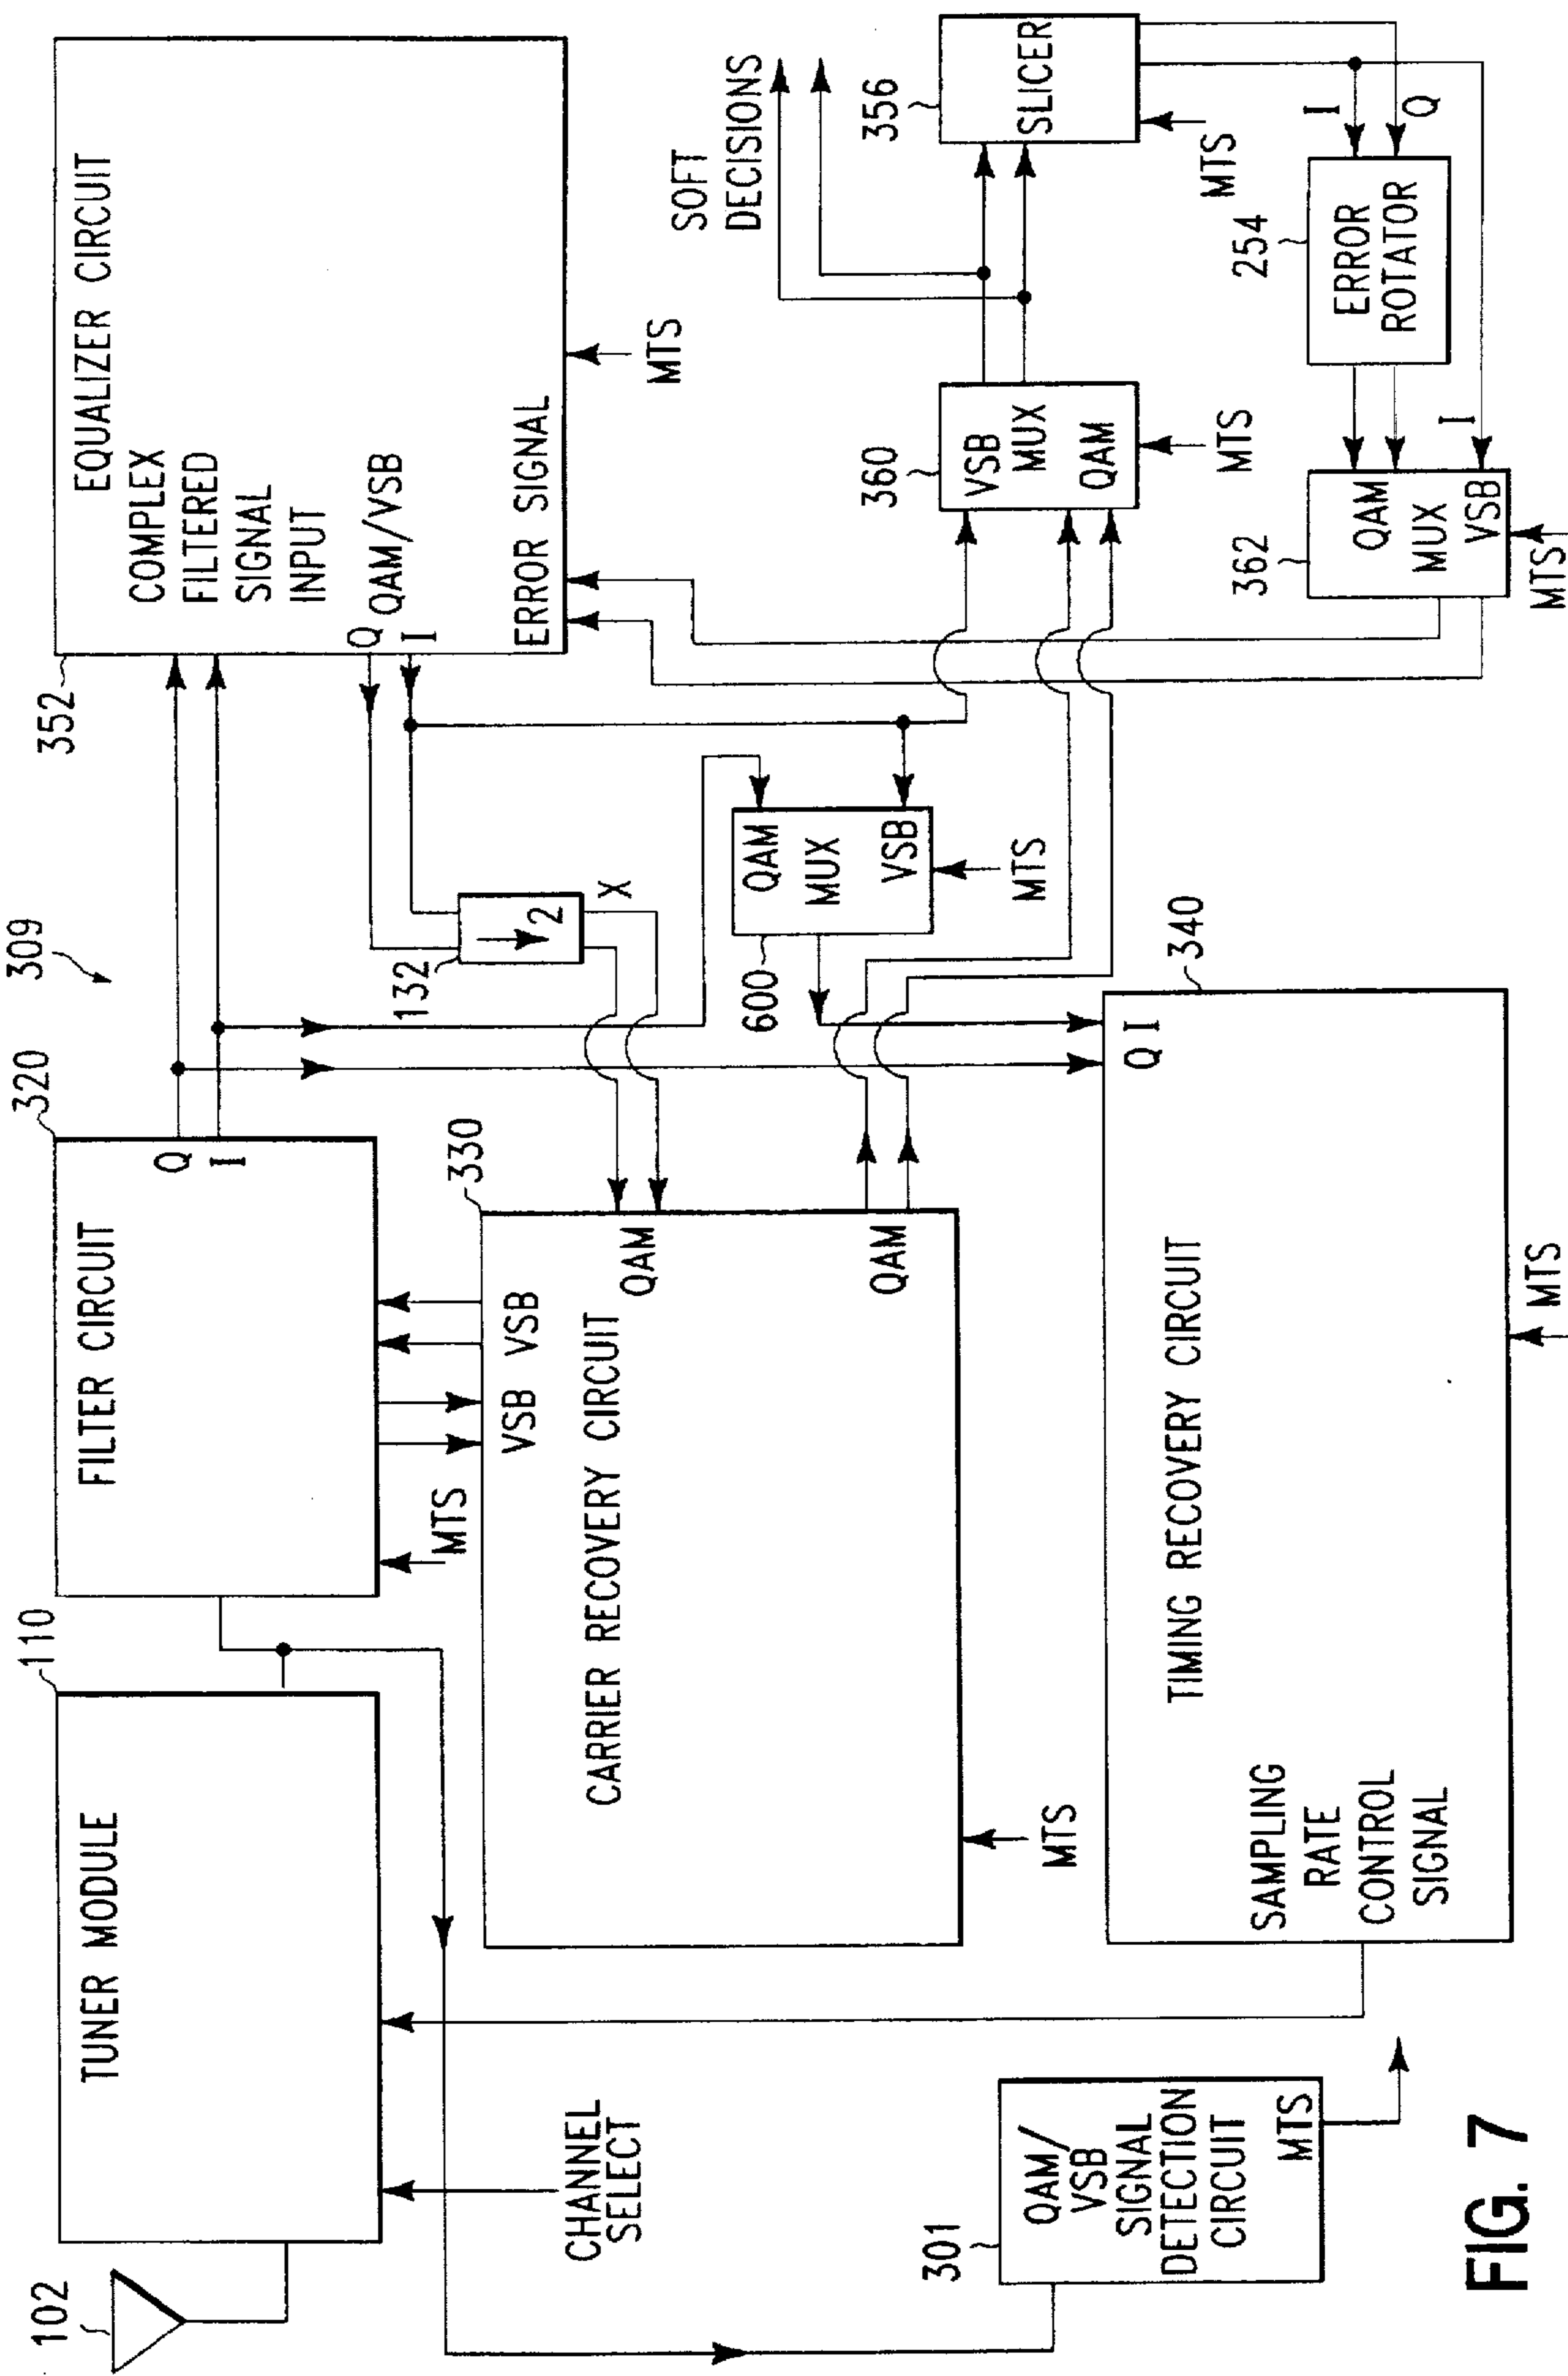 309
102
TUNER MODULE
110
CHANNEL
SELECT
FILTER CIRCUIT
320
Q
I
MTS
EQUALIZER CIRCUIT
352
COMPLEX
FILTERED
SIGNAL
INPUT
Q
QAM/VSB
I
ERROR SIGNAL
MTS
CARRIER RECOVERY CIRCUIT
330
VSB
VSB
QAM
QAM
MTS
132
2
X
QAM
MUX
VSB
600
MTS
SOFT
DECISIONS
360
VSB
MUX
QAM
MTS
356
SLICER
MTS
I
Q
254
ERROR
ROTATOR
I
362
QAM
MUX
VSB
MTS
TIMING RECOVERY CIRCUIT
340
Q I
SAMPLING
RATE
CONTROL
SIGNAL
MTS
301
QAM/
VSB
SIGNAL
DETECTION
CIRCUIT
MTS
FIG. 7